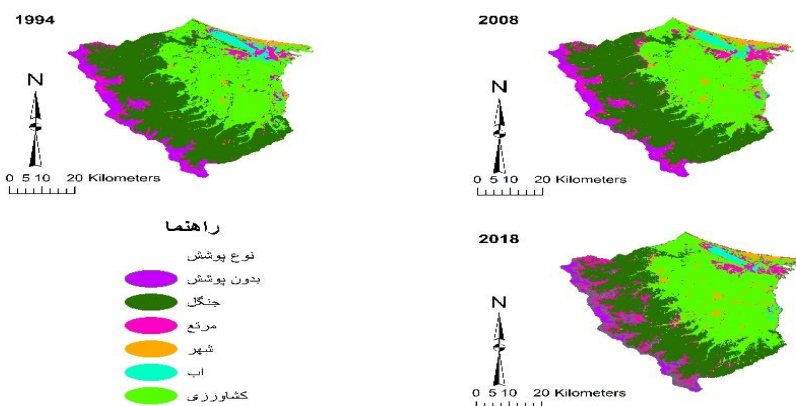 1994
N
0 5 10 20 Kilometers
2008
N
0 5 10 20 Kilometers
راهنما
نوع پوشش
بدون پوشش
جنگل
مرتع
شهر
اب
کشاورزی
2018
N
0 5 10 20 Kilometers